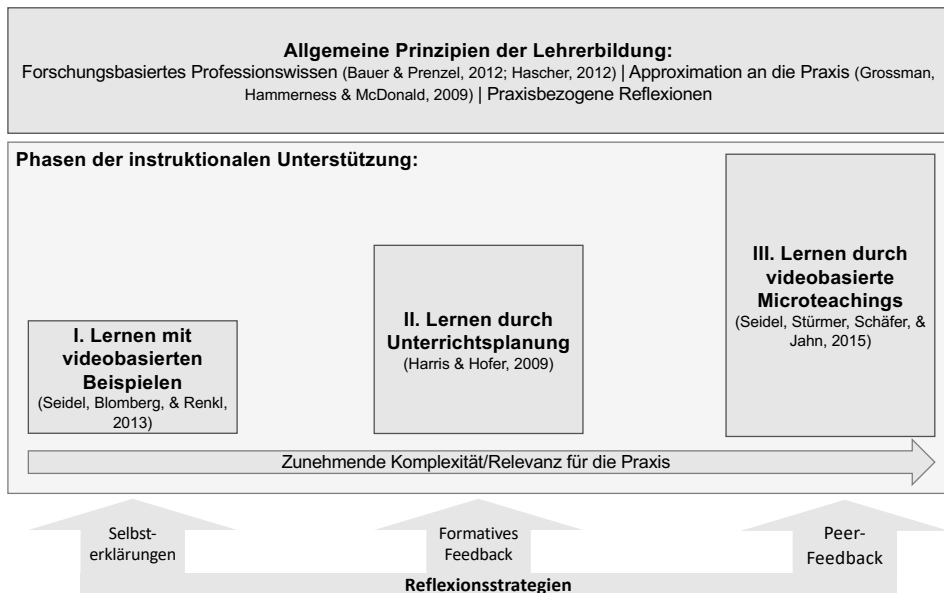 Allgemeine Prinzipien der Lehrerbildung:
Forschungsbasiertes Professionswissen (Bauer & Prenzel, 2012; Hascher, 2012) | Approximation an die Praxis (Grossman,
Hammerness & McDonald, 2009) | Praxisbezogene Reflexionen
Phasen der instruktionalen Unterstützung:
I. Lernen mit
videobasierten
Beispielen
(Seidel, Blomberg, & Renkl,
2013)
II. Lernen durch
Unterrichtsplanung
(Harris & Hofer, 2009)
III. Lernen durch
videobasierte
Microteachings
(Seidel, Stürmer, Schäfer, &
Jahn, 2015)
Zunehmende Komplexität/Relevanz für die Praxis
Selbst-
erklärungen
Formatives
Feedback
Peer-
Feedback
Reflexionsstrategien